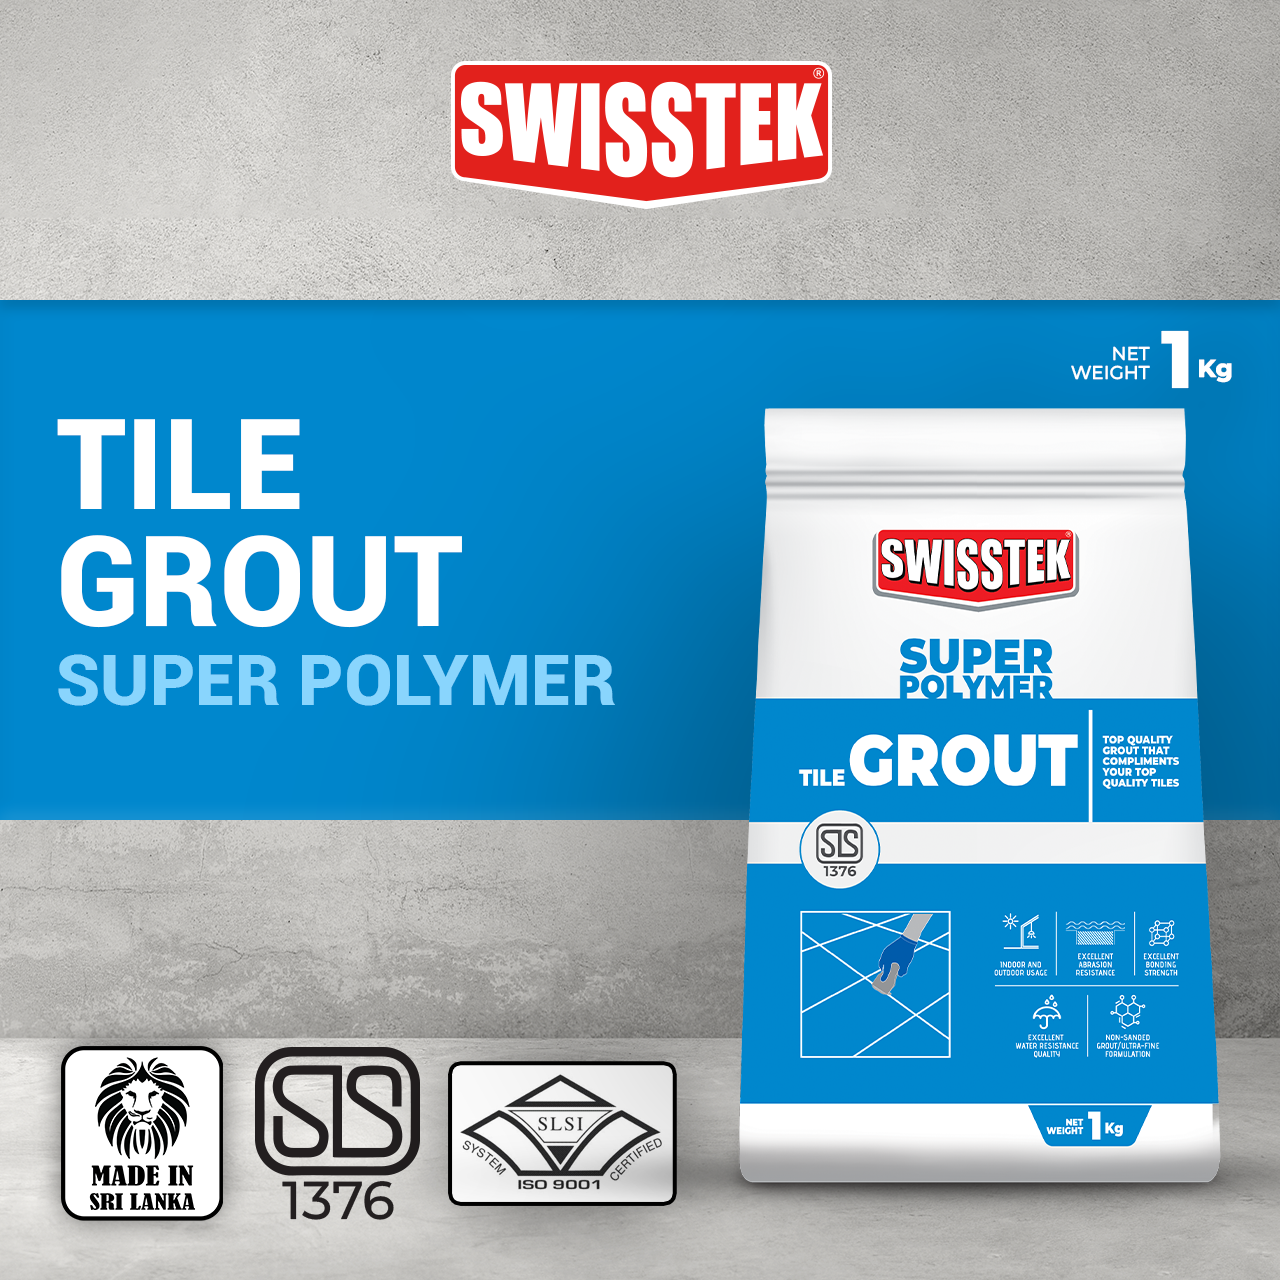 SWISSTEK®
NET
WEIGHT 1 Kg
TILE
GROUT
SUPER POLYMER
SWISSTEK®
SUPER
POLYMER
TILE GROUT
TOP QUALITY
GROUT THAT
COMPLIMENTS
YOUR TOP
QUALITY TILES
SLS
1376
INDOOR AND
OUTDOOR USAGE
EXCELLENT
ABRASION
RESISTANCE
EXCELLENT
BONDING
STRENGTH
EXCELLENT
WATER RESISTANCE
QUALITY
NON-SANDED
GROUT/ULTRA-FINE
FORMULATION
NET
WEIGHT 1 Kg
MADE IN
SRI LANKA
SLS
1376
SLSI
SYSTEM CERTIFIED
ISO 9001